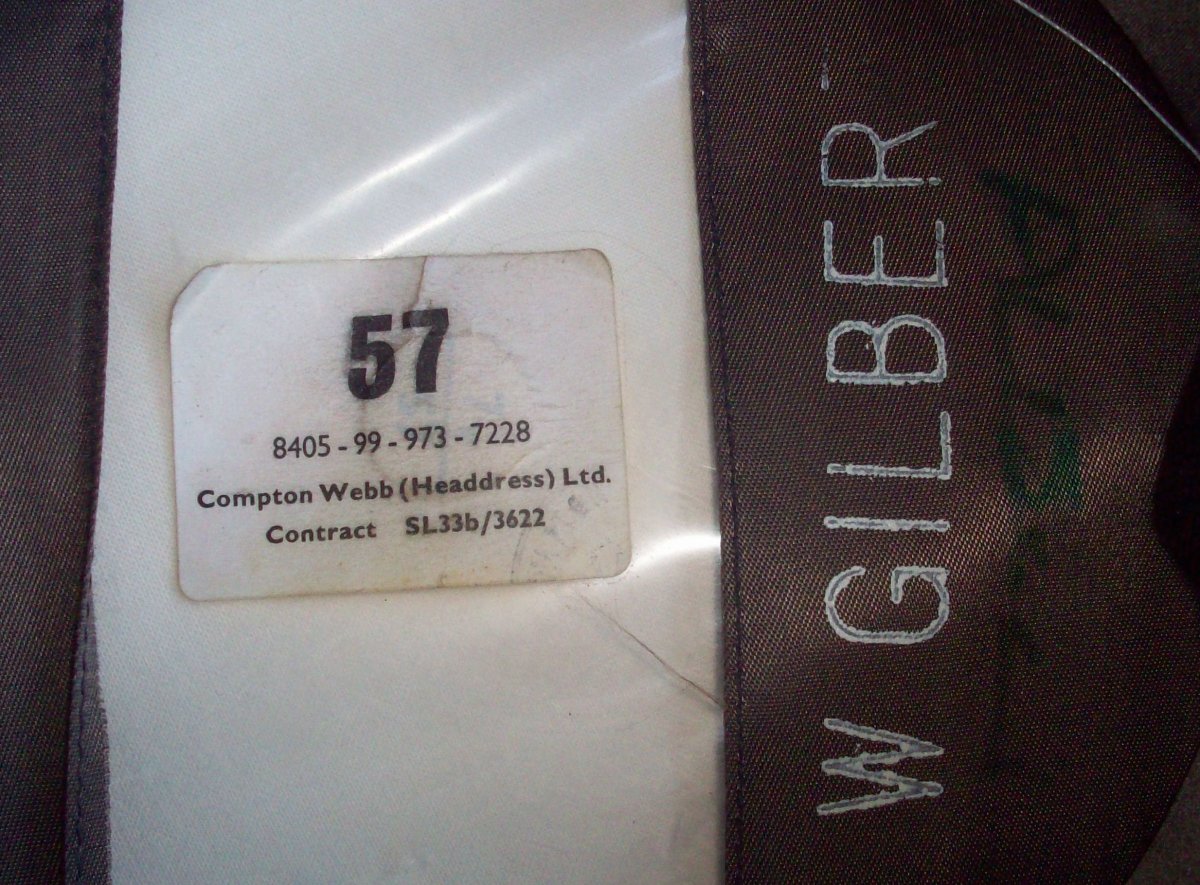 57
8405 - 99 - 973 - 7228
Compton Webb (Headdress) Ltd.
Contract SL33b/3622
W GILBER